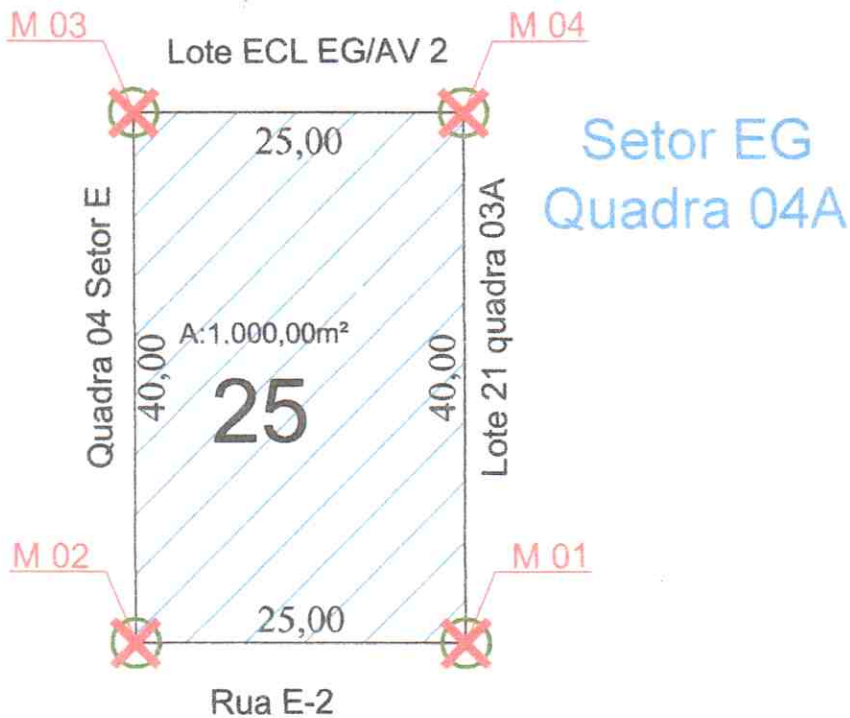 M 03
M 04
Lote ECL EG/AV 2
25,00
Setor EG
Quadra 04A
Quadra 04 Setor E
40,00
A:1.000,00m²
25
40,00
Lote 21 quadra 03A
M 02
M 01
25,00
Rua E-2